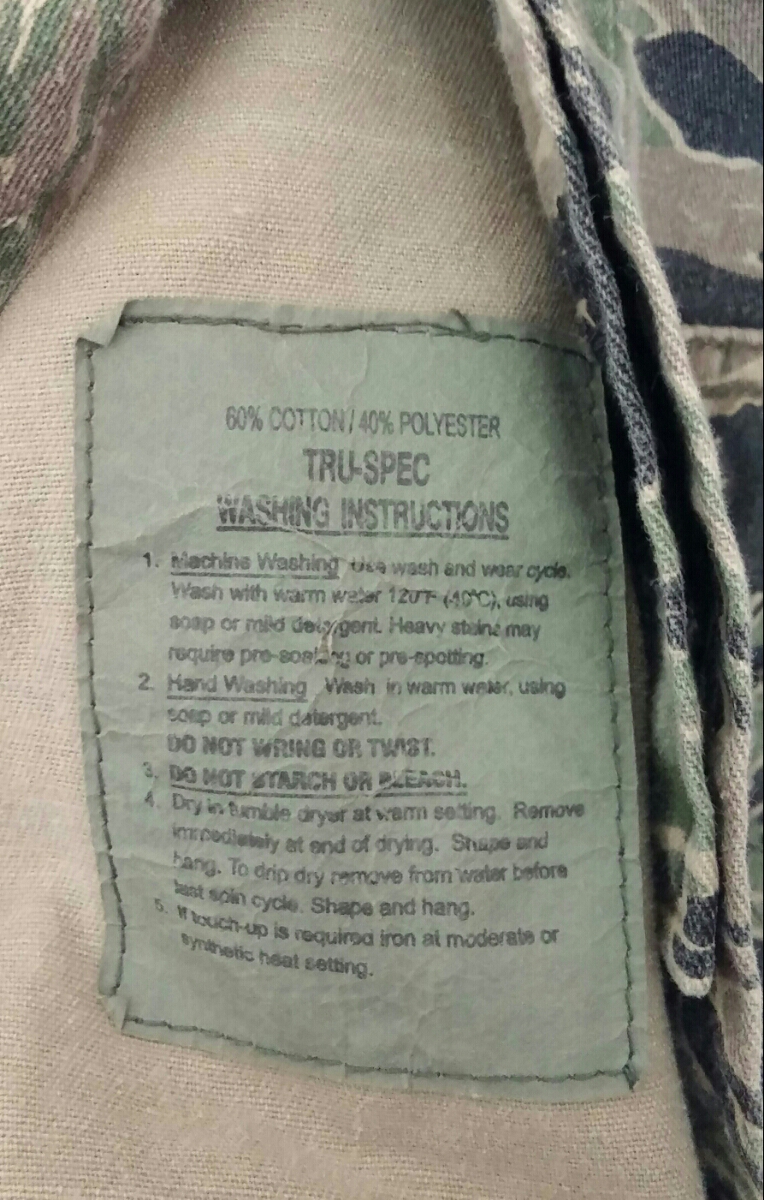 60% COTTON / 40% POLYESTER
TRU-SPEC
WASHING INSTRUCTIONS
1. Machine Washing Use wash and wear cycle.
Wash with warm water 120°F (40°C), using
soap or mild detergent. Heavy stains may
require pre-soaking or pre-spotting.
2. Hand Washing Wash in warm water, using
soap or mild detergent.
DO NOT WRING OR TWIST.
3. DO NOT STARCH OR BLEACH.
4. Dry in tumble dryer at warm setting. Remove
immediately at end of drying. Shape and
hang. To drip dry remove from water before
last spin cycle. Shape and hang.
5. If touch-up is required iron at moderate or
synthetic heat setting.